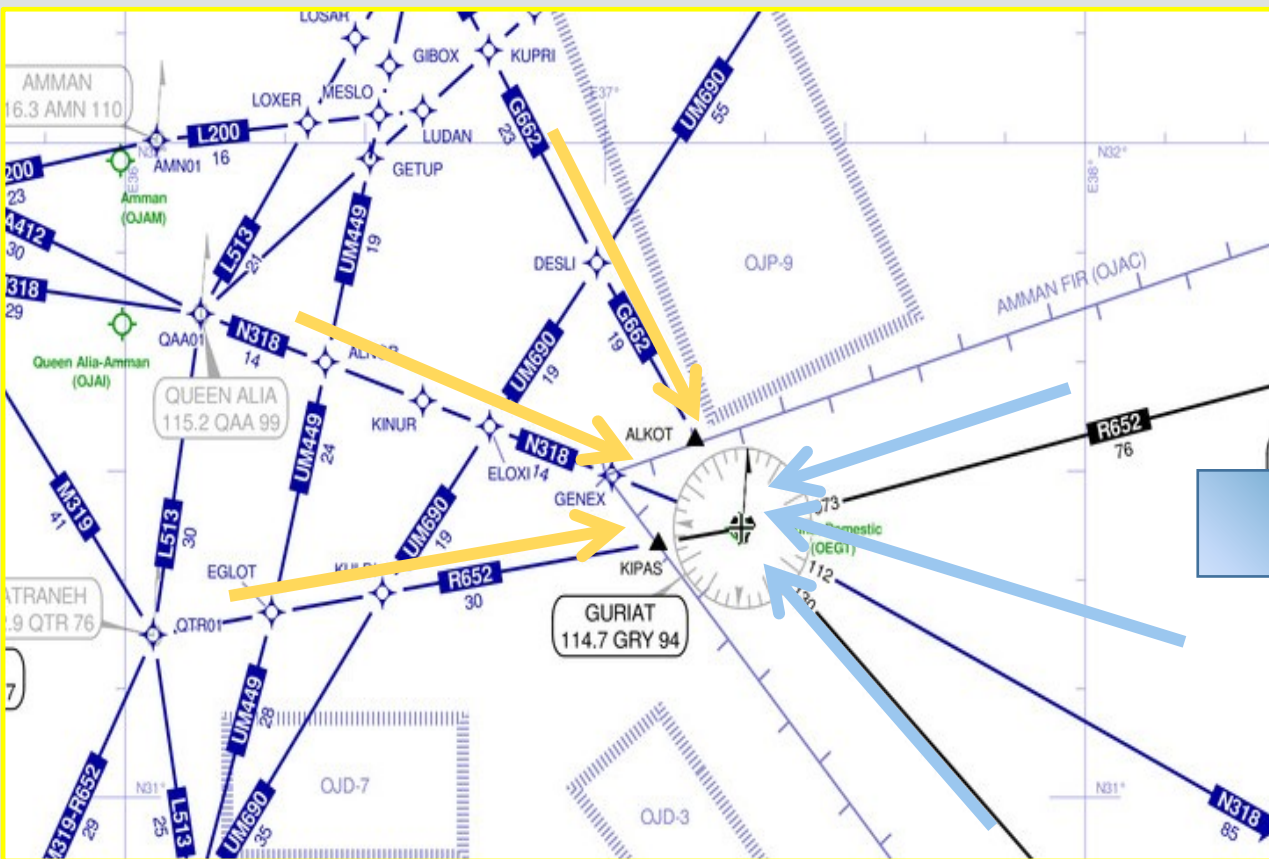 LOSAR
GIBOX
KUPRI
AMMAN
16.3 AMN 110
LOXER
MESLO
LUDAN
GETUP
L200
16
AMN01
N32°
E36°
200
23
Amman
(OJAM)
A412
30
318
29
L513
21
UM449
19
G662
23
E37°
UM690
55
N32°
E38°
DESLI
OJP-9
AMMAN FIR (OJAC)
QAA01
N318
14
Queen Alia-Amman
(OJAI)
QUEEN ALIA
115.2 QAA 99
KINUR
UM449
24
UM690
19
G662
19
ALKOT
ELOXI
N318
14
GENEX
R652
76
073
Domestic
(OEGT)
112
130
M319
41
L513
30
EGLOT
UM690
19
R652
30
KIPAS
GURIAT
114.7 GRY 94
ATRANEH
2.9 QTR 76
QTR01
7
UM449
28
OJD-7
OJD-3
N31°
N31°
N318
85
M319-R652
29
L513
25
UM690
35